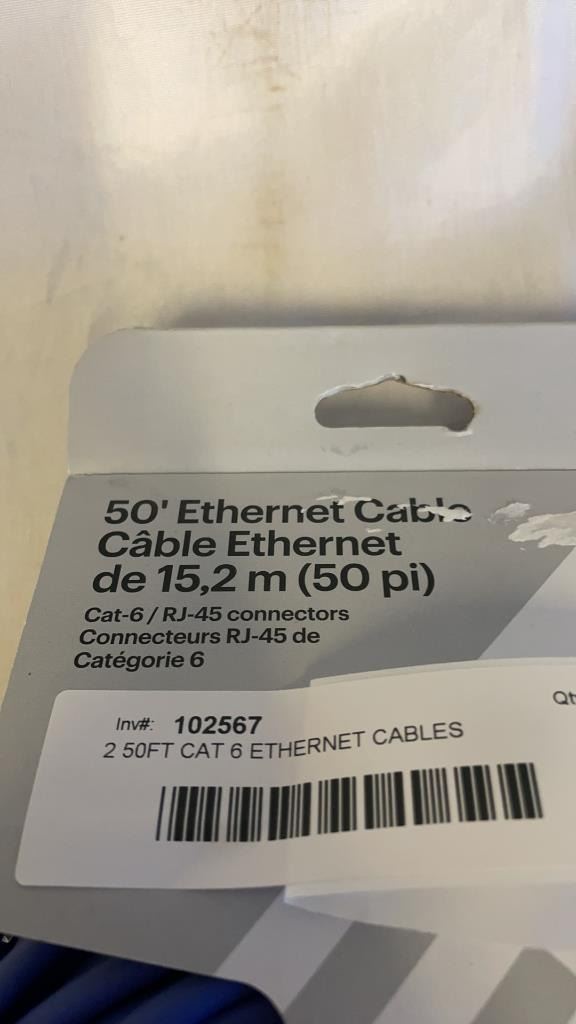 50' Ethernet Cable
Câble Ethernet
de 15,2 m (50 pi)
Cat-6 / RJ-45 connectors
Connecteurs RJ-45 de
Catégorie 6
Inv#: 102567
2 50FT CAT 6 ETHERNET CABLES